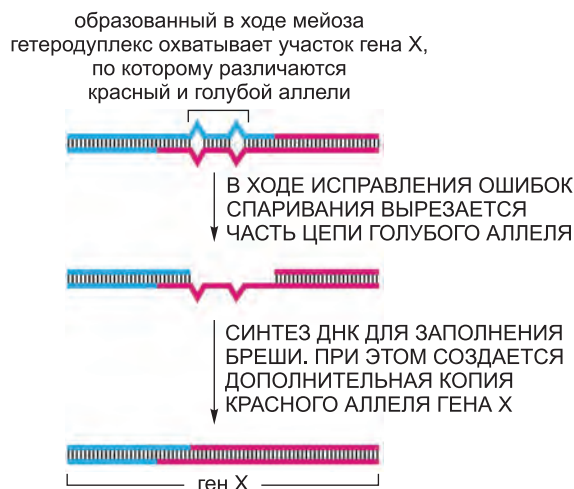 образованный в ходе мейоза
гетеродуплекс охватывает участок гена X,
по которому различаются
красный и голубой аллели
В ХОДЕ ИСПРАВЛЕНИЯ ОШИБОК
СПАРИВАНИЯ ВЫРЕЗАЕТСЯ
ЧАСТЬ ЦЕПИ ГОЛУБОГО АЛЛЕЛЯ
СИНТЕЗ ДНК ДЛЯ ЗАПОЛНЕНИЯ
БРЕШИ. ПРИ ЭТОМ СОЗДАЕТСЯ
ДОПОЛНИТЕЛЬНАЯ КОПИЯ
КРАСНОГО АЛЛЕЛЯ ГЕНА X
ген X